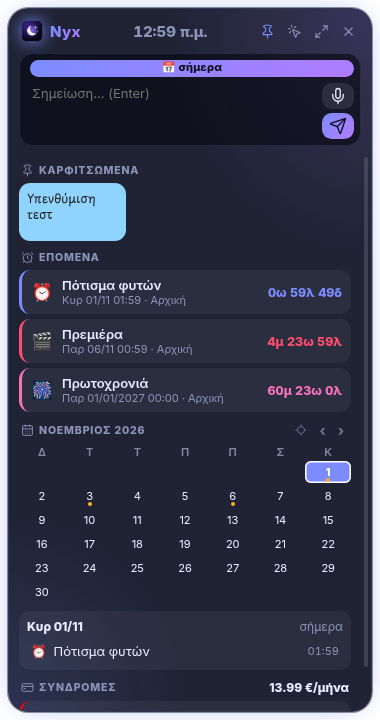 Nyx
12:59 π.μ.
📅 σήμερα
Σημείωση... (Enter)
ΚΑΡΦΙΤΣΩΜΕΝΑ
Υπενθύμιση
τεστ
ΕΠΟΜΕΝΑ
Πότισμα φυτών
Κυρ 01/11 01:59 · Αρχική
0ω 59λ 49δ
Πρεμιέρα
Παρ 06/11 00:59 · Αρχική
4μ 23ω 59λ
Πρωτοχρονιά
Παρ 01/01/2027 00:00 · Αρχική
60μ 23ω 0λ
ΝΟΕΜΒΡΙΟΣ 2026
Δ Τ Τ Π Π Σ Κ
1
2 3 4 5 6 7 8
9 10 11 12 13 14 15
16 17 18 19 20 21 22
23 24 25 26 27 28 29
30
Κυρ 01/11 σήμερα
Πότισμα φυτών 01:59
ΣΥΝΔΡΟΜΕΣ 13.99 €/μήνα